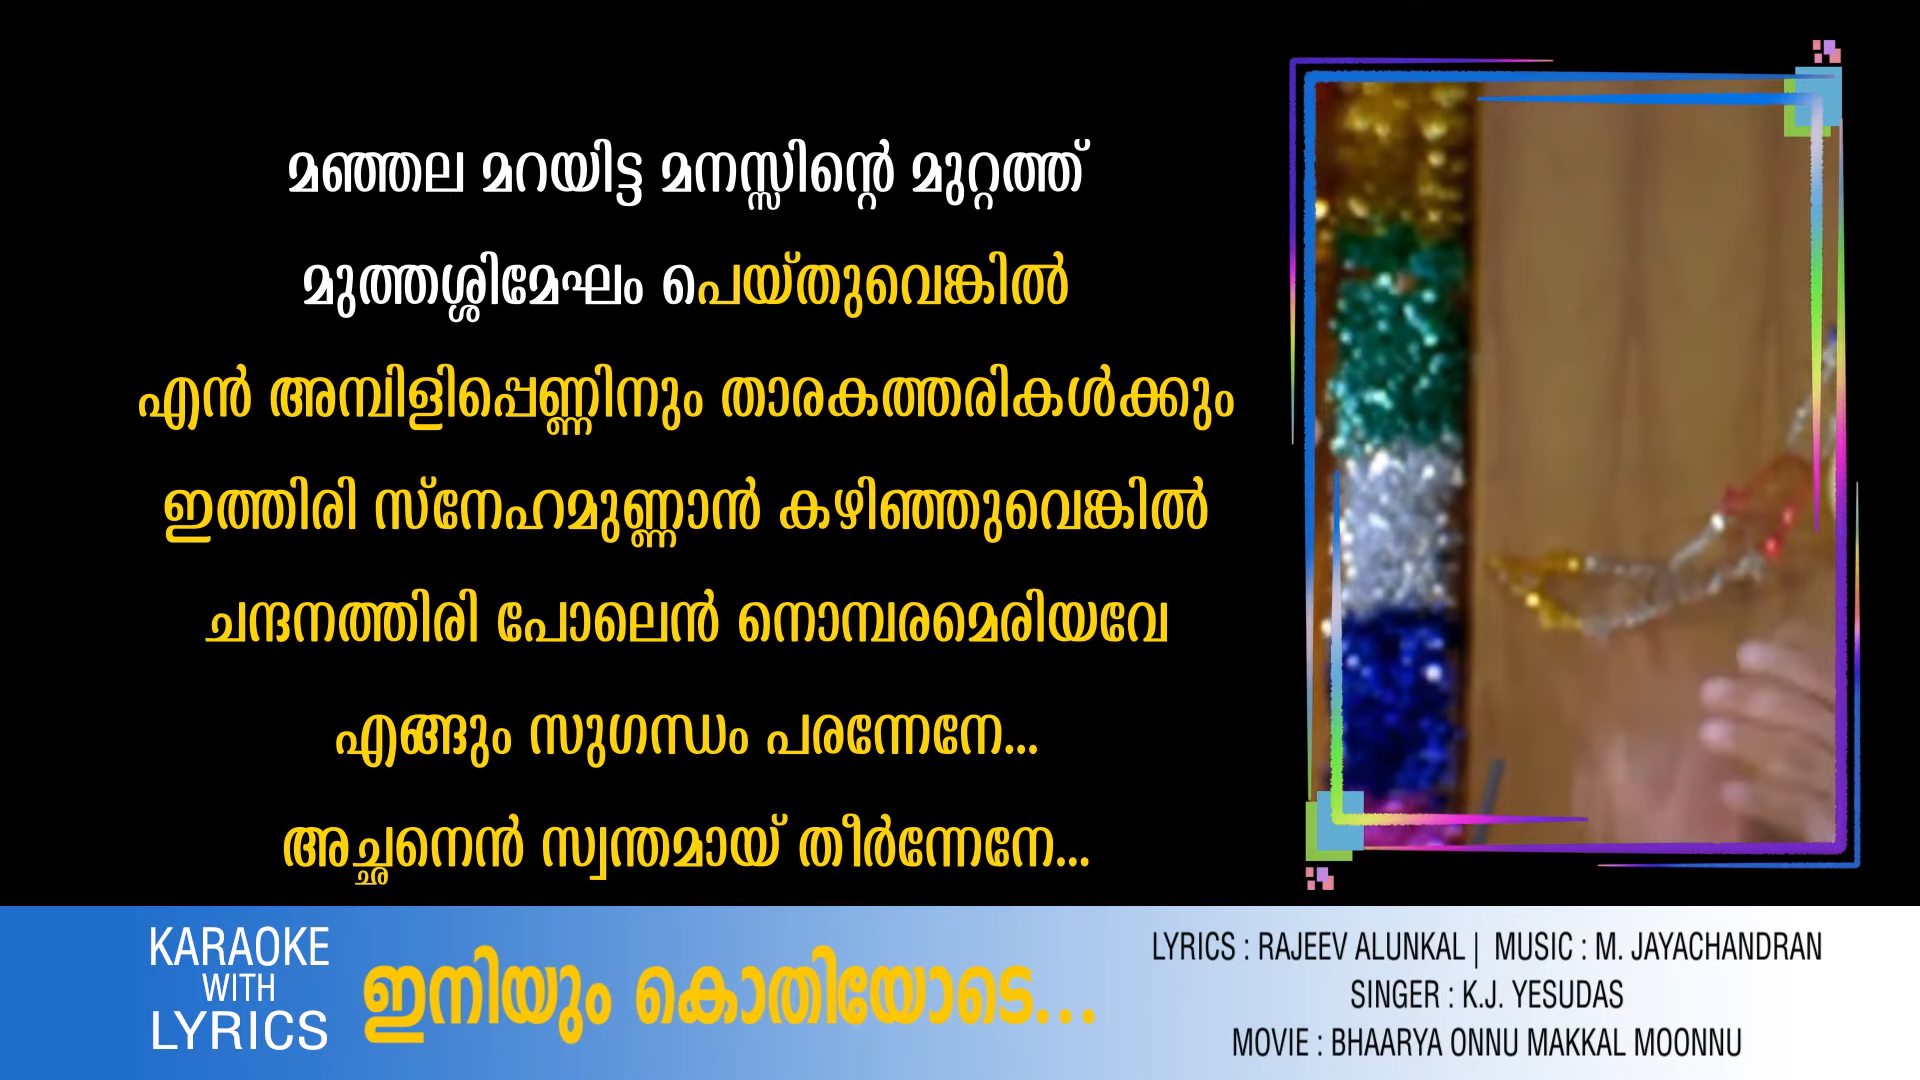 മഞ്ഞല മറയിട്ട മനസ്സിന്റെ മുറ്റത്ത്
മുത്തശ്ശിമേഘം പെയ്തുവെങ്കിൽ
എൻ അമ്പിളിപ്പെണ്ണിനും താരകത്തരികൾക്കും
ഇത്തിരി സ്നേഹമുണ്ണാൻ കഴിഞ്ഞുവെങ്കിൽ
ചന്ദനത്തിരി പോലെൻ നൊമ്പരമെരിയവേ
എങ്ങും സുഗന്ധം പരന്നേനേ...
അച്ഛനെൻ സ്വന്തമായ് തീർന്നേനേ...
KARAOKE
WITH
LYRICS
ഇനിയും കൊതിയോടെ...
LYRICS : RAJEEV ALUNKAL | MUSIC : M. JAYACHANDRAN
SINGER : K.J. YESUDAS
MOVIE : BHAARYA ONNU MAKKAL MOONNU